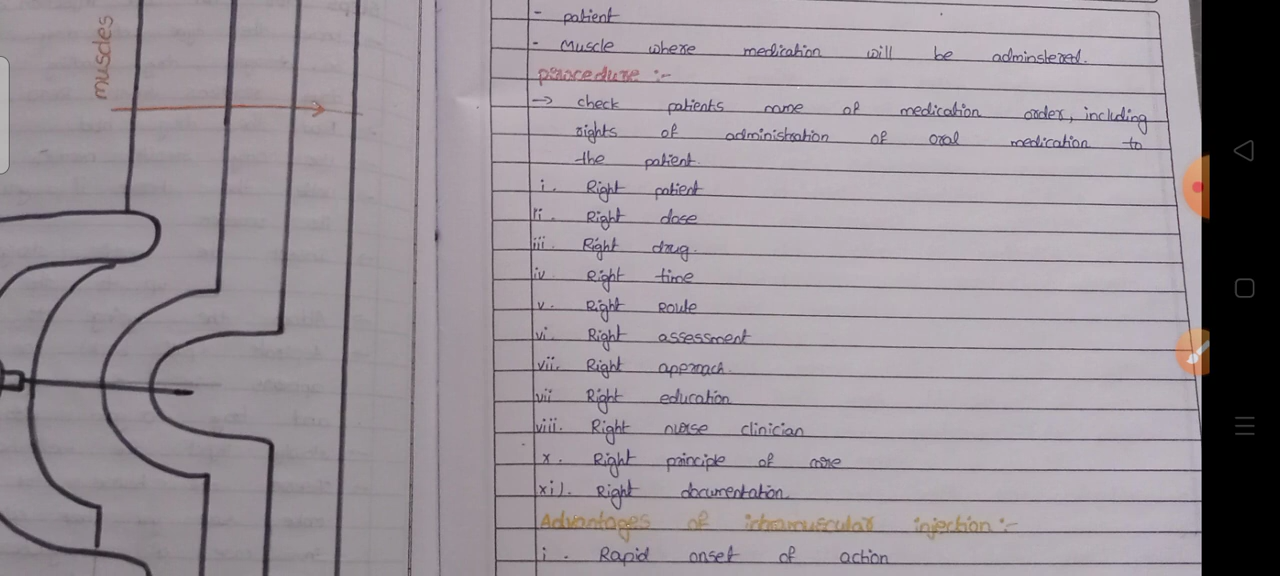 muscles
- patient
- Muscle where medication will be adminstered.
procedure :-
→ check patients name of medication order, including
rights of administration of oral medication to
the patient.
i. Right patient
ii. Right dose
iii. Right drug.
iv. Right time
v. Right Route
vi. Right assessment
vii. Right approach.
vii Right education
viii. Right nurse clinician
x. Right principle of care
xi). Right documentation.
Advantages of intramuscular injection :-
i. Rapid onset of action